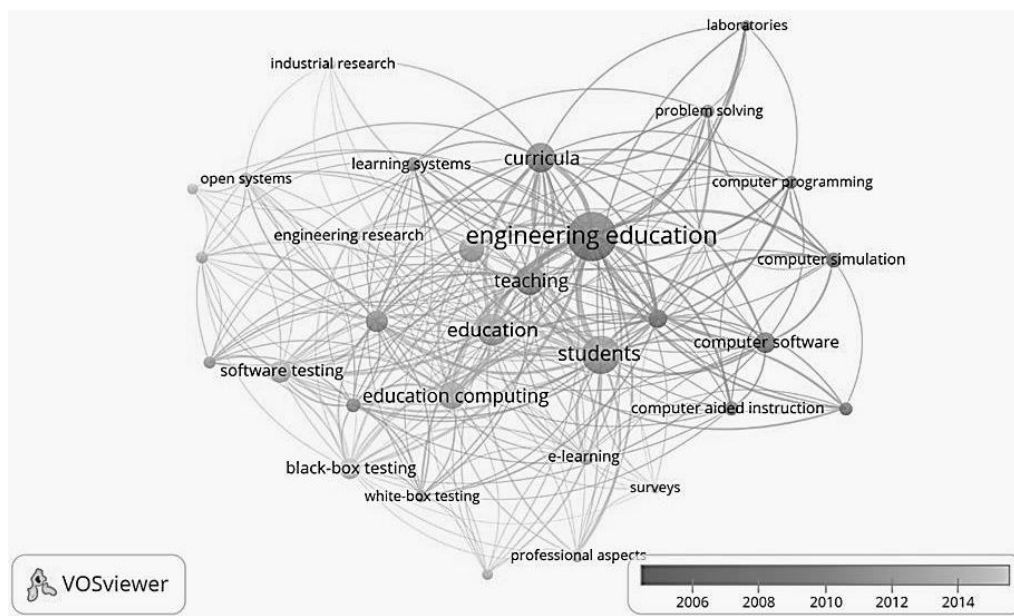 laboratories
industrial research
problem solving
curricula
learning systems
open systems
computer programming
engineering research
engineering education
computer simulation
teaching
education
computer software
students
software testing
education computing
computer aided instruction
e-learning
black-box testing
surveys
white-box testing
professional aspects
VOSviewer
2006 2008 2010 2012 2014